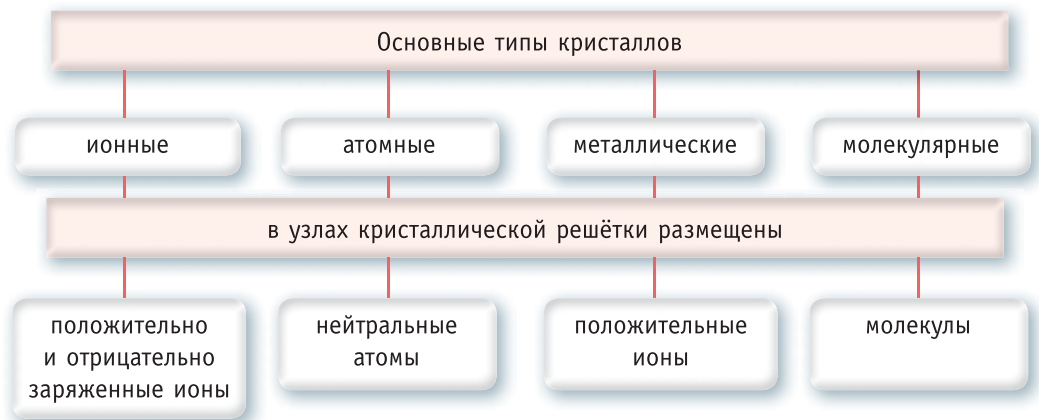 Основные типы кристаллов
ионные
атомные
металлические
молекулярные
в узлах кристаллической решётки размещены
положительно
и отрицательно
заряженные ионы
нейтральные
атомы
положительные
ионы
молекулы